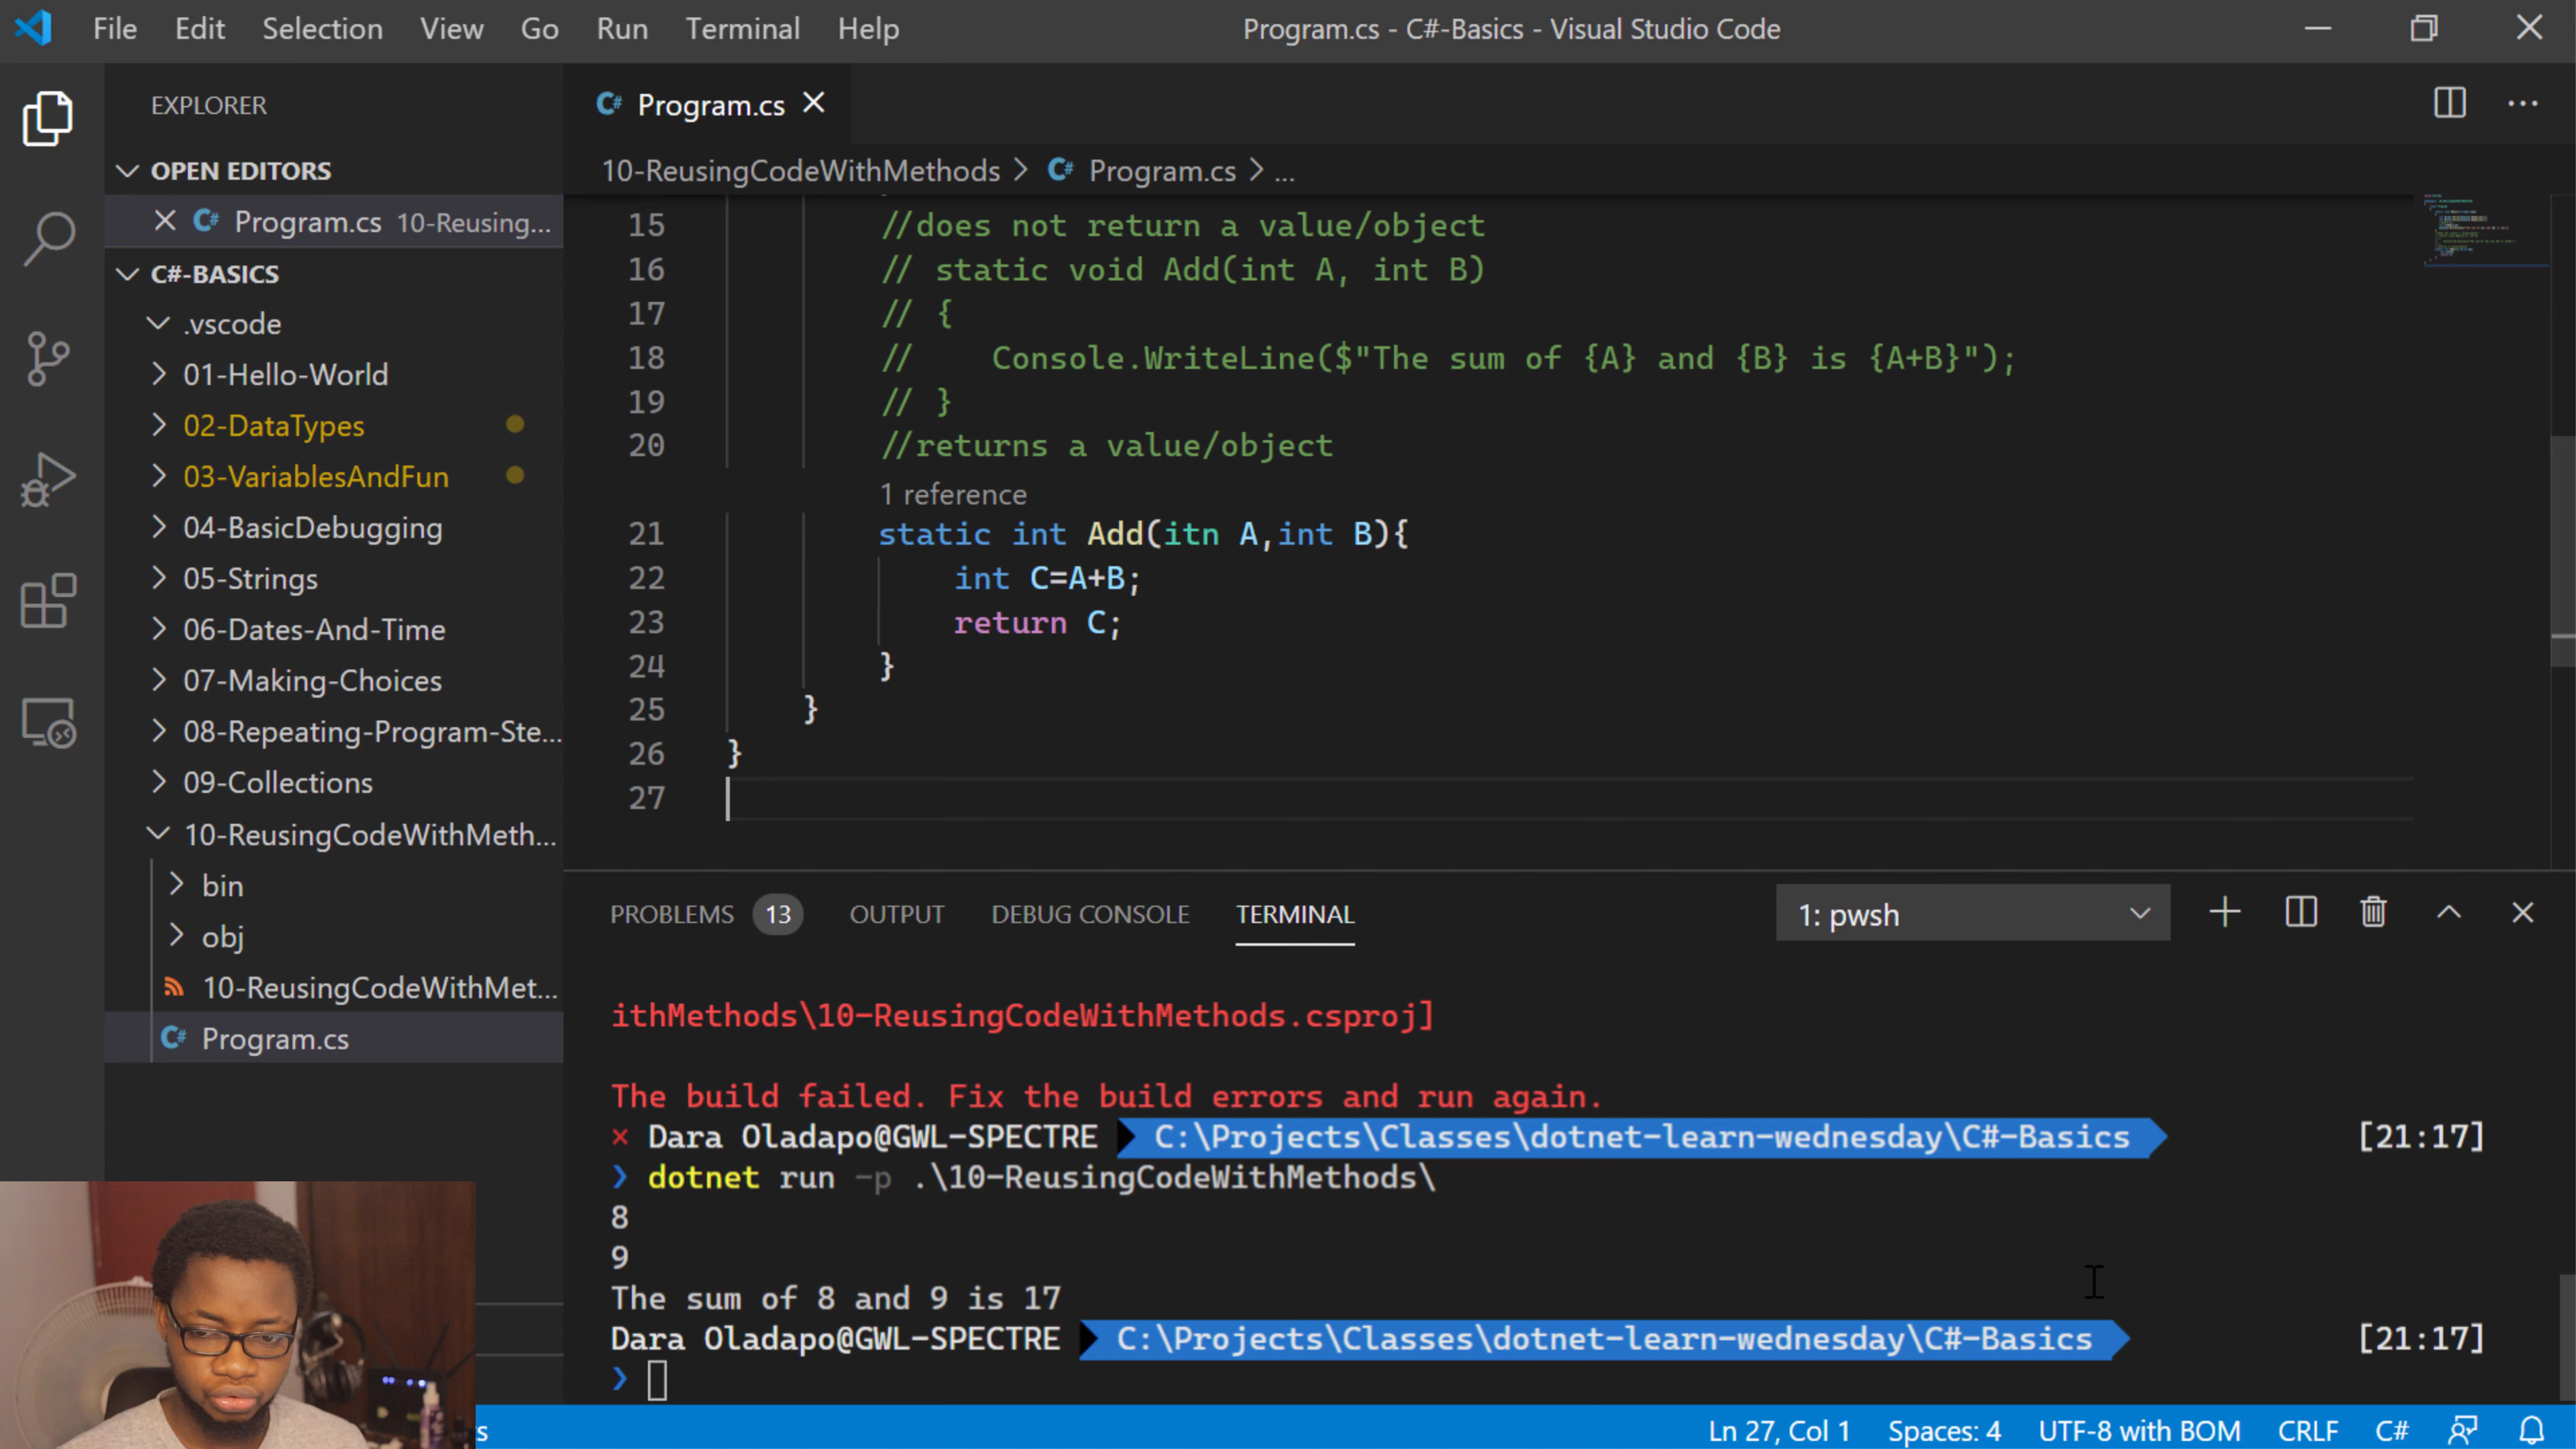 File Edit Selection View Go Run Terminal Help Program.cs - C#-Basics - Visual Studio Code
EXPLORER
OPEN EDITORS
Program.cs 10-Reusing...
C#-BASICS
.vscode
01-Hello-World
02-DataTypes
03-VariablesAndFun
04-BasicDebugging
05-Strings
06-Dates-And-Time
07-Making-Choices
08-Repeating-Program-Ste...
09-Collections
10-ReusingCodeWithMeth...
bin
obj
10-ReusingCodeWithMet...
C# Program.cs
C# Program.cs
10-ReusingCodeWithMethods > C# Program.cs > ...
15 //does not return a value/object
16 // static void Add(int A, int B)
17 // {
18 //    Console.WriteLine($"The sum of {A} and {B} is {A+B}");
19 // }
20 //returns a value/object
1 reference
21 static int Add(itn A,int B){
22 int C=A+B;
23 return C;
24 }
25 }
26 }
27
PROBLEMS 13 OUTPUT DEBUG CONSOLE TERMINAL 1: pwsh
ithMethods\10-ReusingCodeWithMethods.csproj]
The build failed. Fix the build errors and run again.
× Dara Oladapo@GWL-SPECTRE C:\Projects\Classes\dotnet-learn-wednesday\C#-Basics [21:17]
❯ dotnet run -p .\10-ReusingCodeWithMethods\
8
9
The sum of 8 and 9 is 17
Dara Oladapo@GWL-SPECTRE C:\Projects\Classes\dotnet-learn-wednesday\C#-Basics [21:17]
❯
Ln 27, Col 1 Spaces: 4 UTF-8 with BOM CRLF C#